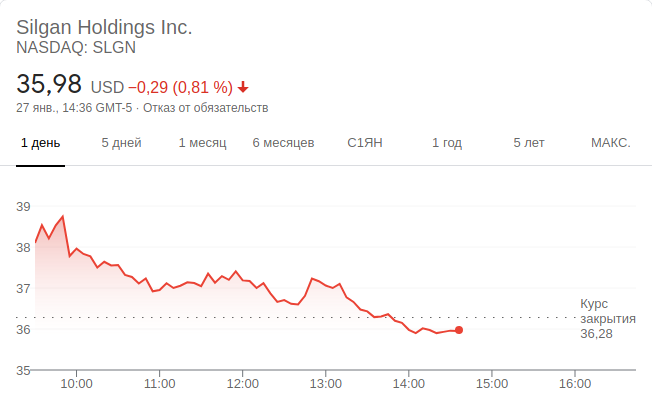 Silgan Holdings Inc.
NASDAQ: SLGN
35,98 USD −0,29 (0,81 %)
27 янв., 14:36 GMT-5 · Отказ от обязательств
1 день 5 дней 1 месяц 6 месяцев С1ЯН 1 год 5 лет МАКС.
39
38
37
36
35
Курс
закрытия
36,28
10:00 11:00 12:00 13:00 14:00 15:00 16:00